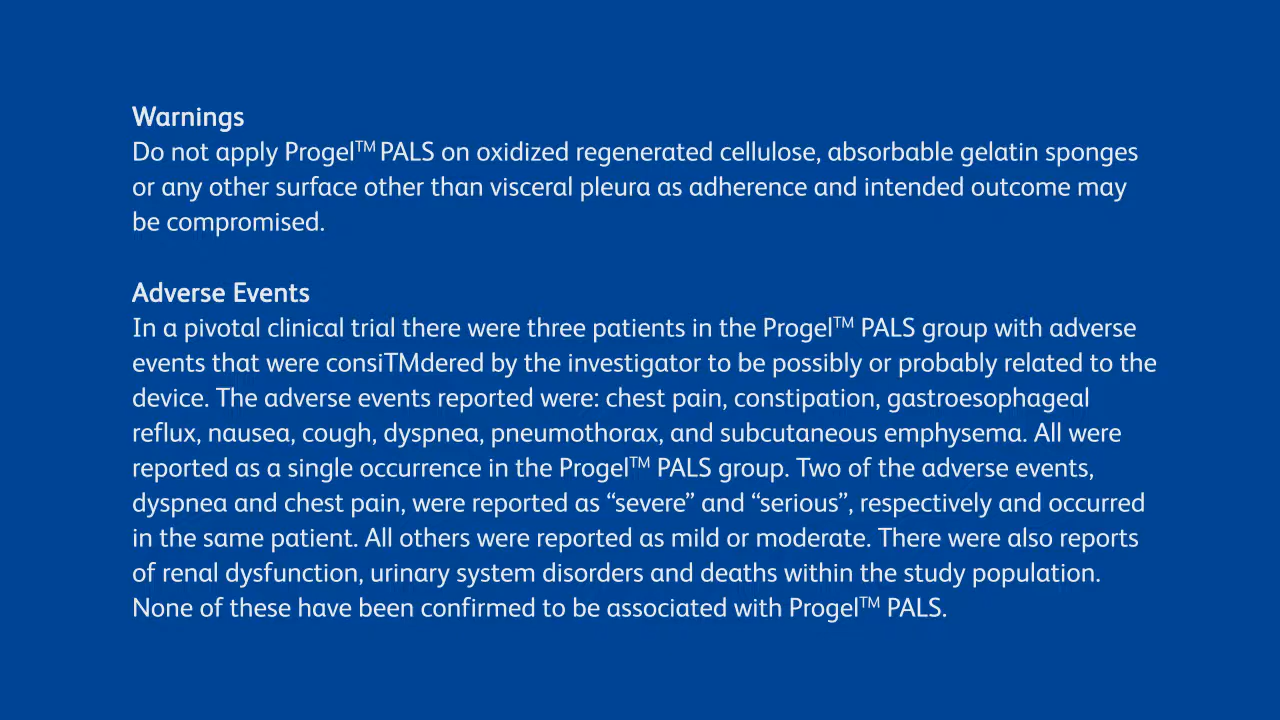 Warnings
Do not apply Progel™ PALS on oxidized regenerated cellulose, absorbable gelatin sponges
or any other surface other than visceral pleura as adherence and intended outcome may
be compromised.
Adverse Events
In a pivotal clinical trial there were three patients in the Progel™ PALS group with adverse
events that were consiTMdered by the investigator to be possibly or probably related to the
device. The adverse events reported were: chest pain, constipation, gastroesophageal
reflux, nausea, cough, dyspnea, pneumothorax, and subcutaneous emphysema. All were
reported as a single occurrence in the Progel™ PALS group. Two of the adverse events,
dyspnea and chest pain, were reported as “severe” and “serious”, respectively and occurred
in the same patient. All others were reported as mild or moderate. There were also reports
of renal dysfunction, urinary system disorders and deaths within the study population.
None of these have been confirmed to be associated with Progel™ PALS.